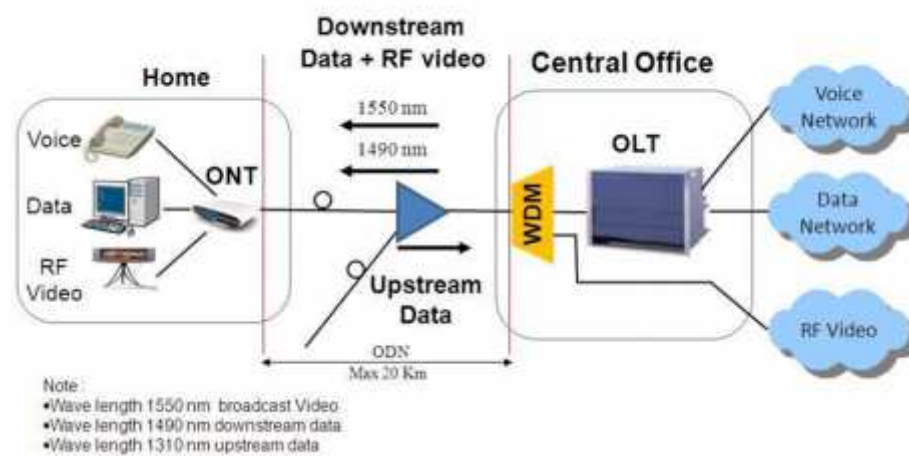 Downstream
Data + RF video
Home
Central Office
1550 nm
1490 nm
Voice
ONT
Data
RF
Video
OLT
WDM
Upstream
Data
Voice
Network
Data
Network
RF Video
ODN
Max 20 Km
Note :
•Wave length 1550 nm broadcast Video
•Wave length 1490 nm downstream data
•Wave length 1310 nm upstream data